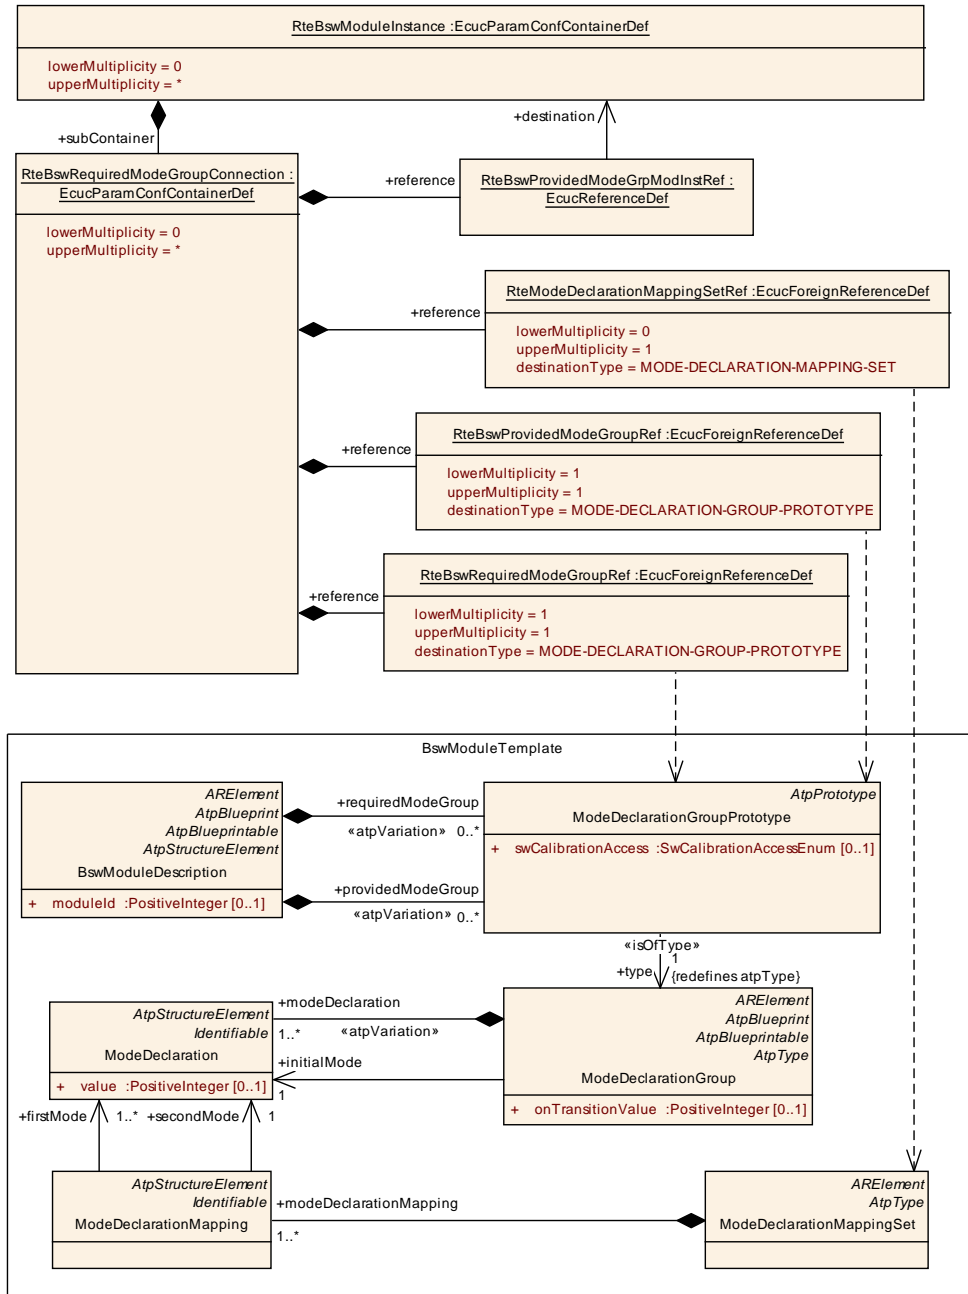 RteBswModuleInstance :EcucParamConfContainerDef
lowerMultiplicity = 0
upperMultiplicity = *
+subContainer
+destination
RteBswRequiredModeGroupConnection :
EcucParamConfContainerDef
lowerMultiplicity = 0
upperMultiplicity = *
+reference
RteBswProvidedModeGrpModInstRef :
EcucReferenceDef
+reference
RteModeDeclarationMappingSetRef :EcucForeignReferenceDef
lowerMultiplicity = 0
upperMultiplicity = 1
destinationType = MODE-DECLARATION-MAPPING-SET
+reference
RteBswProvidedModeGroupRef :EcucForeignReferenceDef
lowerMultiplicity = 1
upperMultiplicity = 1
destinationType = MODE-DECLARATION-GROUP-PROTOTYPE
+reference
RteBswRequiredModeGroupRef :EcucForeignReferenceDef
lowerMultiplicity = 1
upperMultiplicity = 1
destinationType = MODE-DECLARATION-GROUP-PROTOTYPE
BswModuleTemplate
ARElement
AtpBlueprint
AtpBlueprintable
AtpStructureElement
BswModuleDescription
+ moduleId :PositiveInteger [0..1]
+requiredModeGroup
«atpVariation» 0..*
+providedModeGroup
«atpVariation» 0..*
AtpPrototype
ModeDeclarationGroupPrototype
+ swCalibrationAccess :SwCalibrationAccessEnum [0..1]
«isOfType»
1
+type
{redefines atpType}
AtpStructureElement
Identifiable
ModeDeclaration
+ value :PositiveInteger [0..1]
+modeDeclaration
1..*
«atpVariation»
+initialMode
1
ARElement
AtpBlueprint
AtpBlueprintable
AtpType
ModeDeclarationGroup
+ onTransitionValue :PositiveInteger [0..1]
+firstMode
1..*
+secondMode
1
AtpStructureElement
Identifiable
ModeDeclarationMapping
+modeDeclarationMapping
1..*
ARElement
AtpType
ModeDeclarationMappingSet